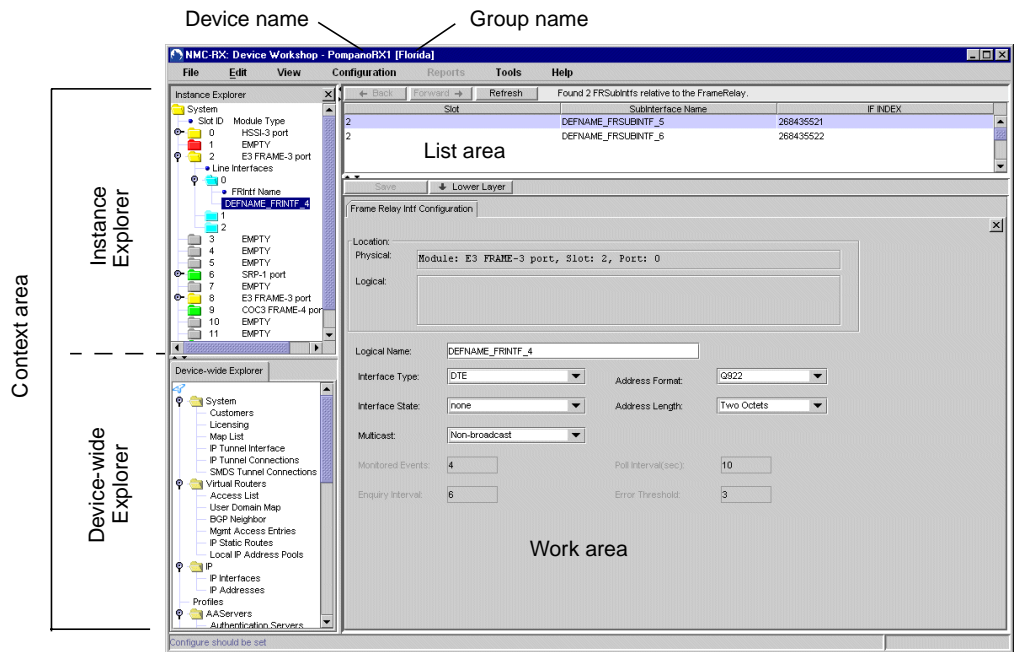 Device name Group name
NMC-RX: Device Workshop - PompanoRX1 [Florida]
File Edit View Configuration Reports Tools Help
Instance Explorer
System
Slot ID Module Type
0 HSSI-3 port
1 EMPTY
2 E3 FRAME-3 port
Line Interfaces
0
FRIntf Name
DEFNAME_FRINTF_4
1
2
3 EMPTY
4 EMPTY
5 EMPTY
6 SRP-1 port
7 EMPTY
8 E3 FRAME-3 port
9 COC3 FRAME-4 por
10 EMPTY
11 EMPTY
Back Forward Refresh Found 2 FRSubIntfs relative to the FrameRelay.
Slot SubInterface Name IF INDEX
2 DEFNAME_FRSUBINTF_5 268435521
2 DEFNAME_FRSUBINTF_6 268435522
List area
Save Lower Layer
Frame Relay Intf Configuration
Location:
Physical: Module: E3 FRAME-3 port, Slot: 2, Port: 0
Logical:
Logical Name: DEFNAME_FRINTF_4
Interface Type: DTE Address Format: Q922
Interface State: none Address Length: Two Octets
Multicast: Non-broadcast
Monitored Events: 4 Poll Interval(sec): 10
Enquiry Interval: 6 Error Threshold: 3
Work area
Device-wide Explorer
System
Customers
Licensing
Map List
IP Tunnel Interface
IP Tunnel Connections
SMDS Tunnel Connections
Virtual Routers
Access List
User Domain Map
BGP Neighbor
Mgmt Access Entries
IP Static Routes
Local IP Address Pools
IP
IP Interfaces
IP Addresses
Profiles
AAServers
Authentication Servers
Configure should be set
Context area
Instance
Explorer
Device-wide
Explorer